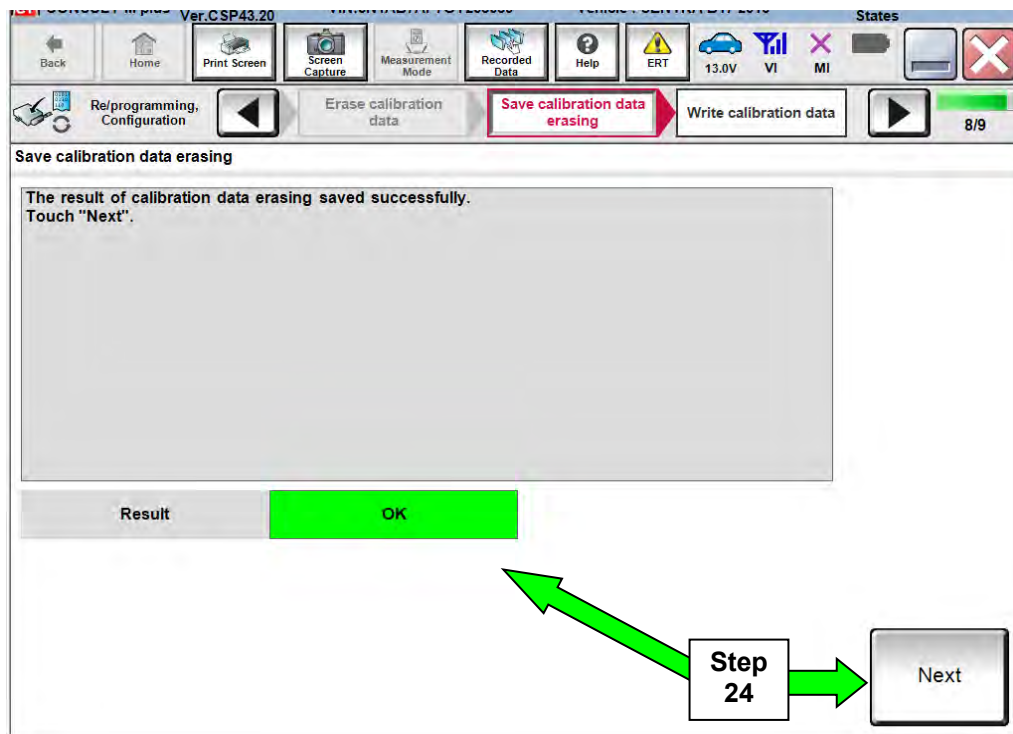 Ver.CSP43.20
States
Back
Home
Print Screen
Screen
Capture
Measurement
Mode
Recorded
Data
Help
ERT
13.0V
VI
MI
Re/programming,
Configuration
Erase calibration
data
Save calibration data
erasing
Write calibration data
8/9
Save calibration data erasing
The result of calibration data erasing saved successfully.
Touch "Next".
Result
OK
Step
24
Next